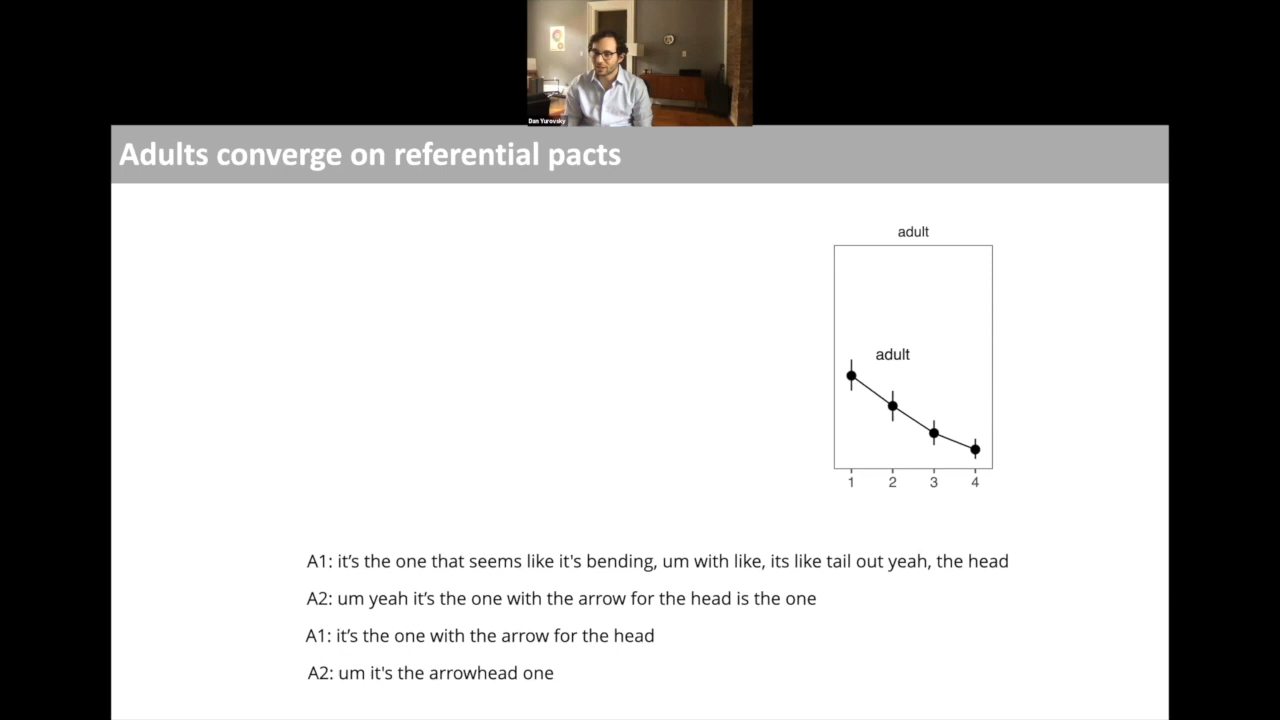 Dan Yurovsky
Adults converge on referential pacts
adult
adult
1 2 3 4
A1: it’s the one that seems like it's bending, um with like, its like tail out yeah, the head
A2: um yeah it’s the one with the arrow for the head is the one
A1: it’s the one with the arrow for the head
A2: um it's the arrowhead one